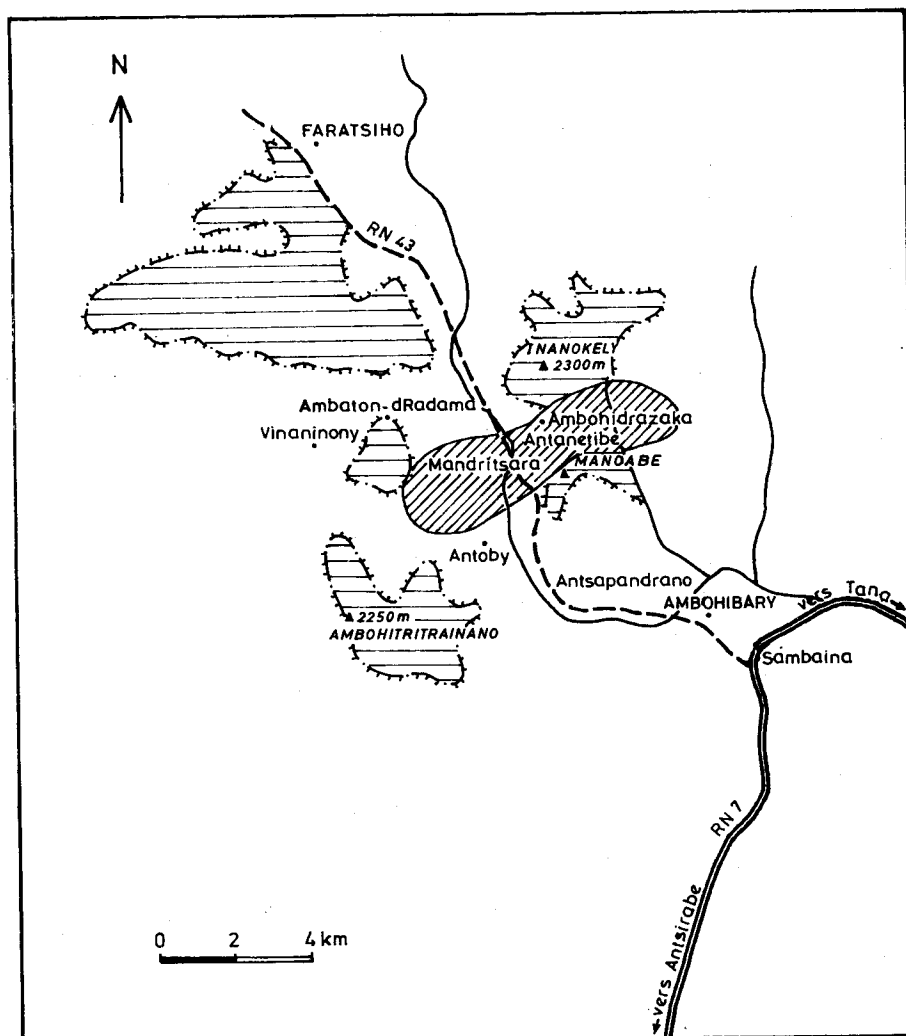 N
FARATSIHO
RN 43
INANOKELY
2300m
Ambaton-dRadama
Vinaninony
Ambohidrazaka
Antanetibe
Mandritsara
MANOABE
Antoby
Antsapandrano
AMBOHIBARY
vers Tana
2250m
AMBOHITRITRAINANO
Sambaina
RN 7
vers Antsirabe
0 2 4 km